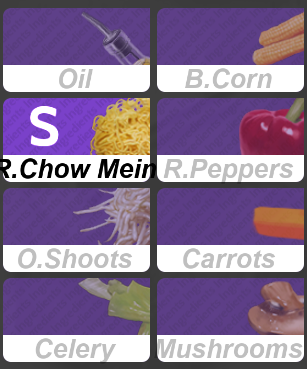 Oil
B.Corn
S
R.Chow Mein
R.Peppers
O.Shoots
Carrots
Celery
Mushrooms